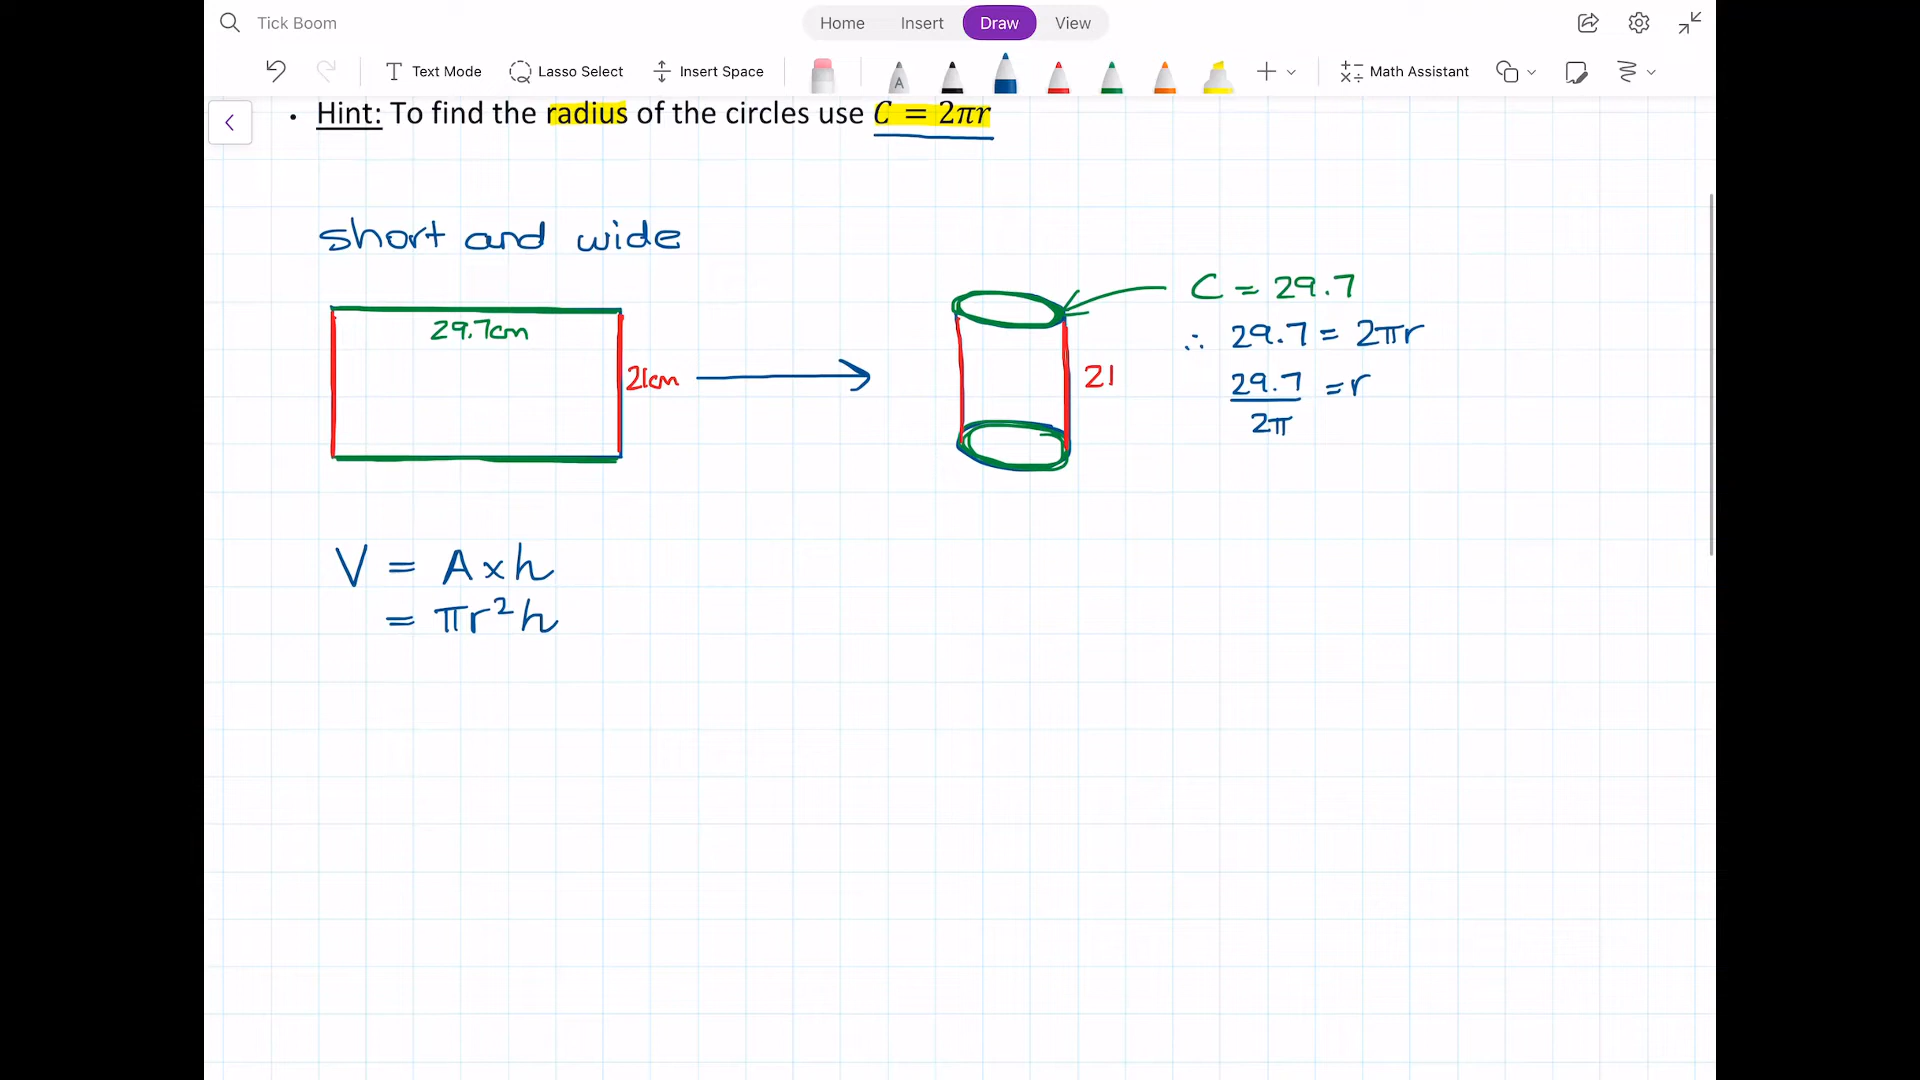 Tick Boom
Home Insert Draw View
Text Mode Lasso Select Insert Space Math Assistant
• Hint: To find the radius of the circles use C = 2πr
short and wide
29.7cm
21cm
21
C = 29.7
∴ 29.7 = 2πr
29.7 = r
2π
V = A × h
= πr²h